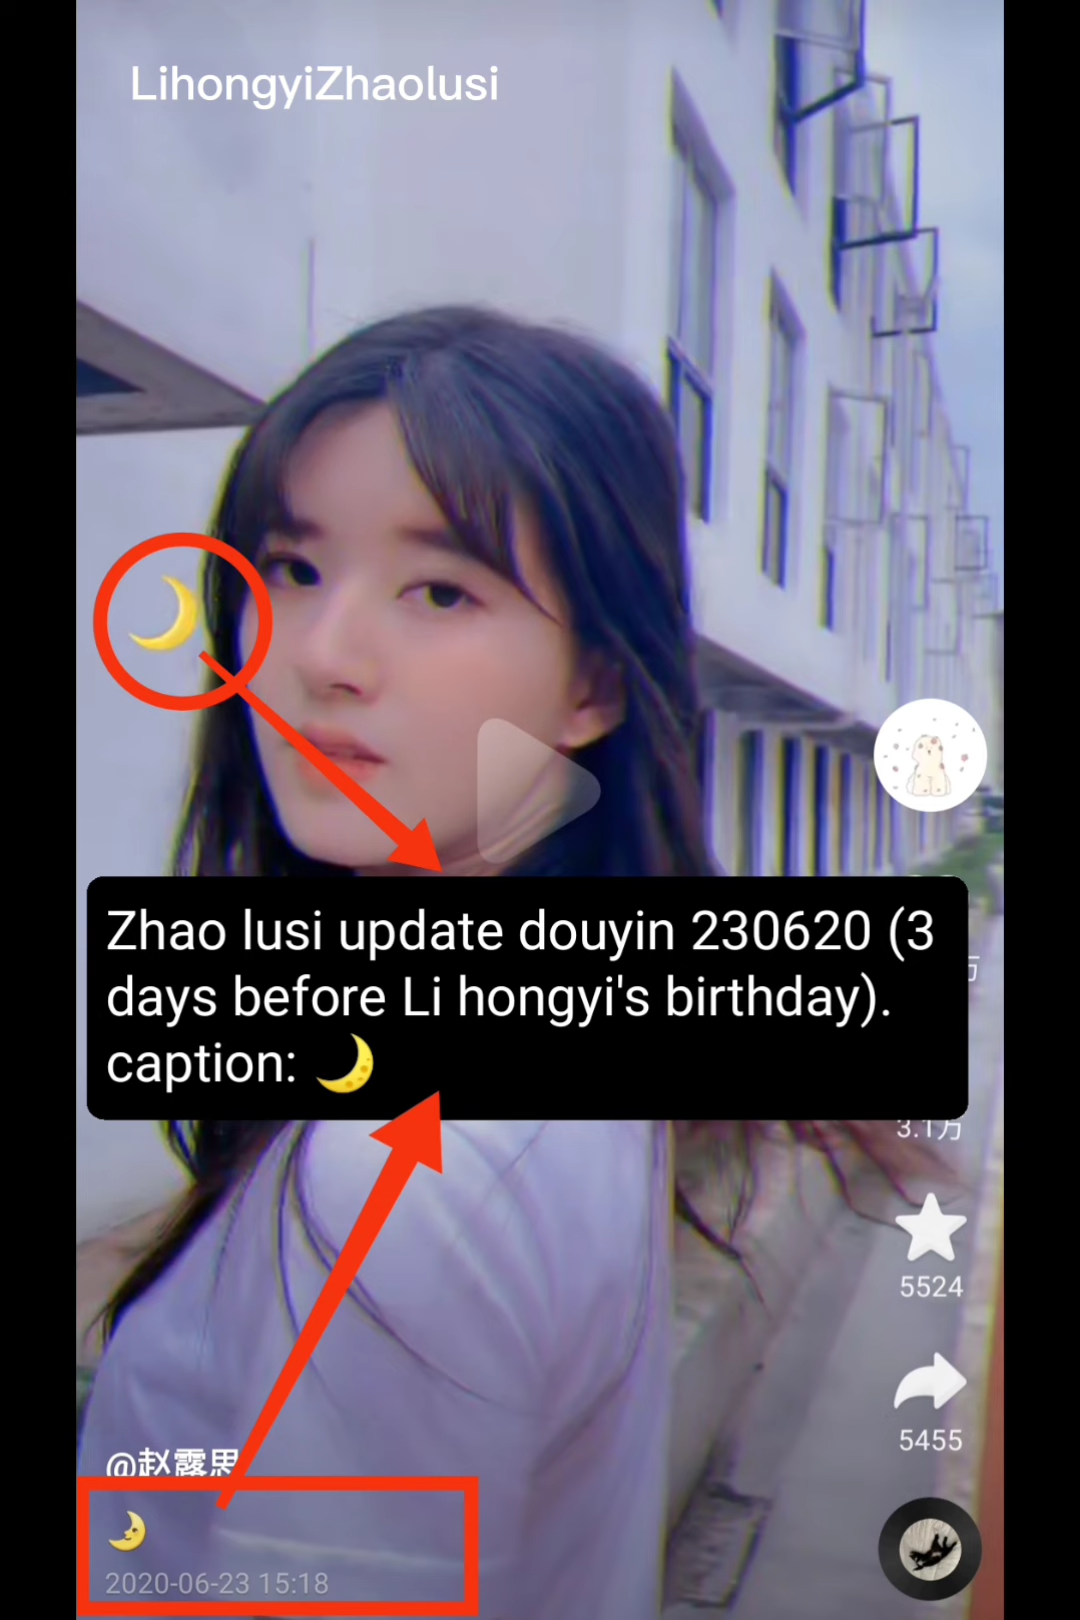 LihongyiZhaolusi
Zhao lusi update douyin 230620 (3
days before Li hongyi's birthday).
caption: 🌙
万
3.1万
5524
5455
@赵露思
🌛
2020-06-23 15:18